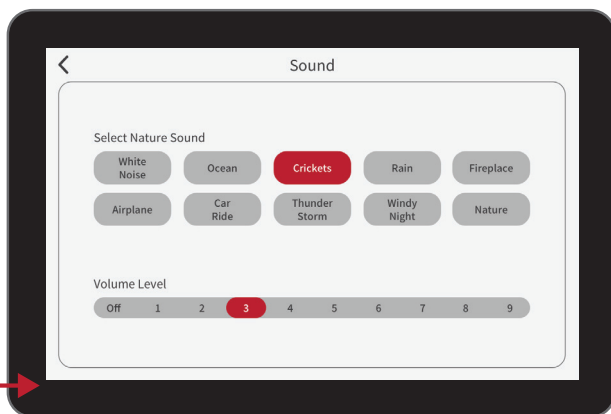 Sound
Select Nature Sound
White Noise
Ocean
Crickets
Rain
Fireplace
Airplane
Car Ride
Thunder Storm
Windy Night
Nature
Volume Level
Off 1 2 3 4 5 6 7 8 9